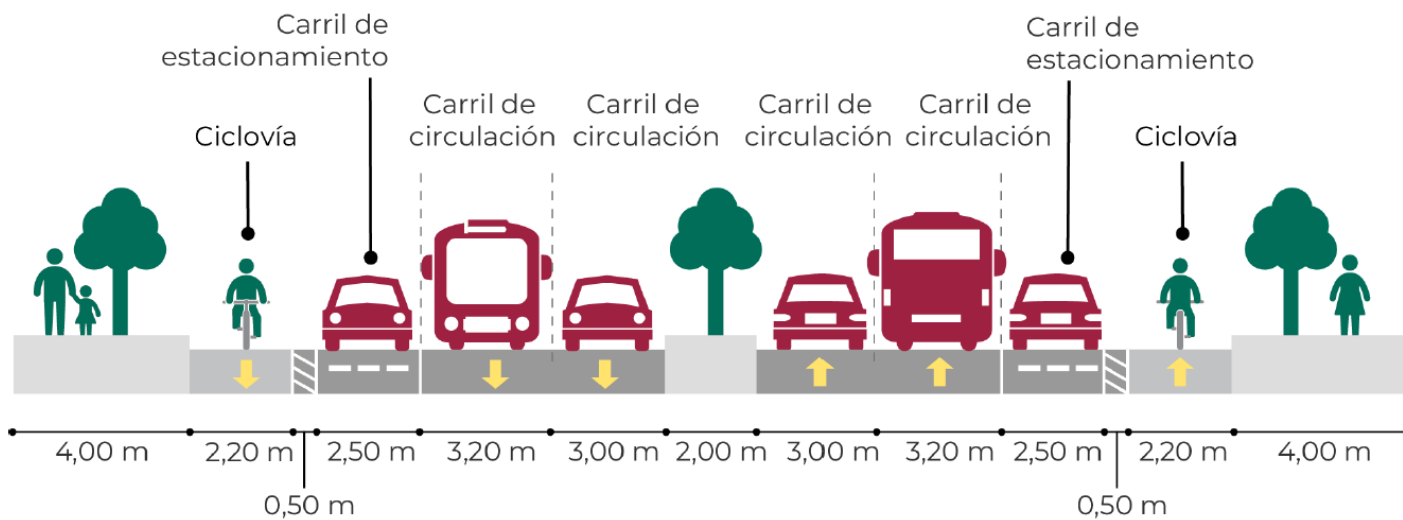 Carril de
estacionamiento
Carril de
estacionamiento
Carril de
circulación
Carril de
circulación
Carril de
circulación
Carril de
circulación
Ciclovía
Ciclovía
4,00 m
2,20 m
2,50 m
3,20 m
3,00 m
2,00 m
3,00 m
3,20 m
2,50 m
2,20 m
4,00 m
0,50 m
0,50 m